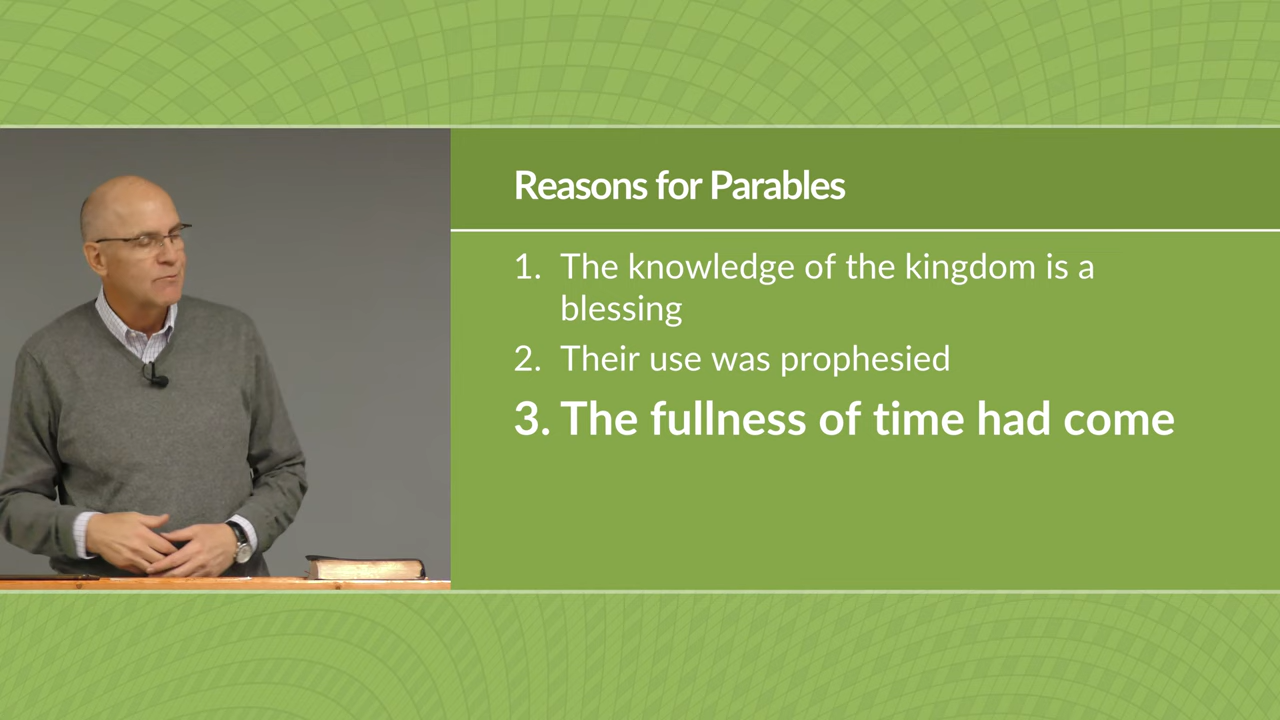 Reasons for Parables
1. The knowledge of the kingdom is a
blessing
2. Their use was prophesied
3. The fullness of time had come